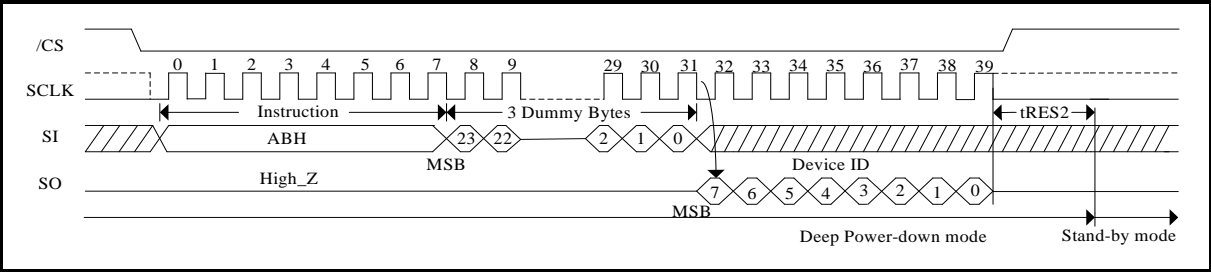 /CS
0 1 2 3 4 5 6 7 8 9 29 30 31 32 33 34 35 36 37 38 39
SCLK
Instruction 3 Dummy Bytes tRES2
SI ABH 23 22 2 1 0
MSB Device ID
SO High_Z 7 6 5 4 3 2 1 0
MSB
Deep Power-down mode Stand-by mode